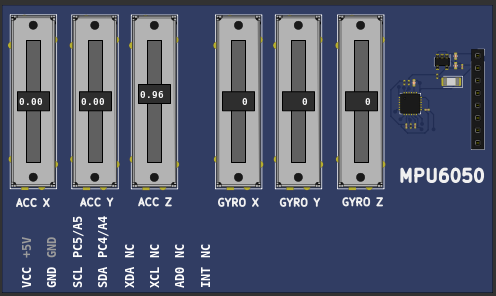 0.00 0.00 0.96 0 0 0
MPU6050
ACC X ACC Y ACC Z GYRO X GYRO Y GYRO Z
VCC +5V
GND GND
SCL PC5/A5
SDA PC4/A4
XDA NC
XCL NC
AD0 NC
INT NC